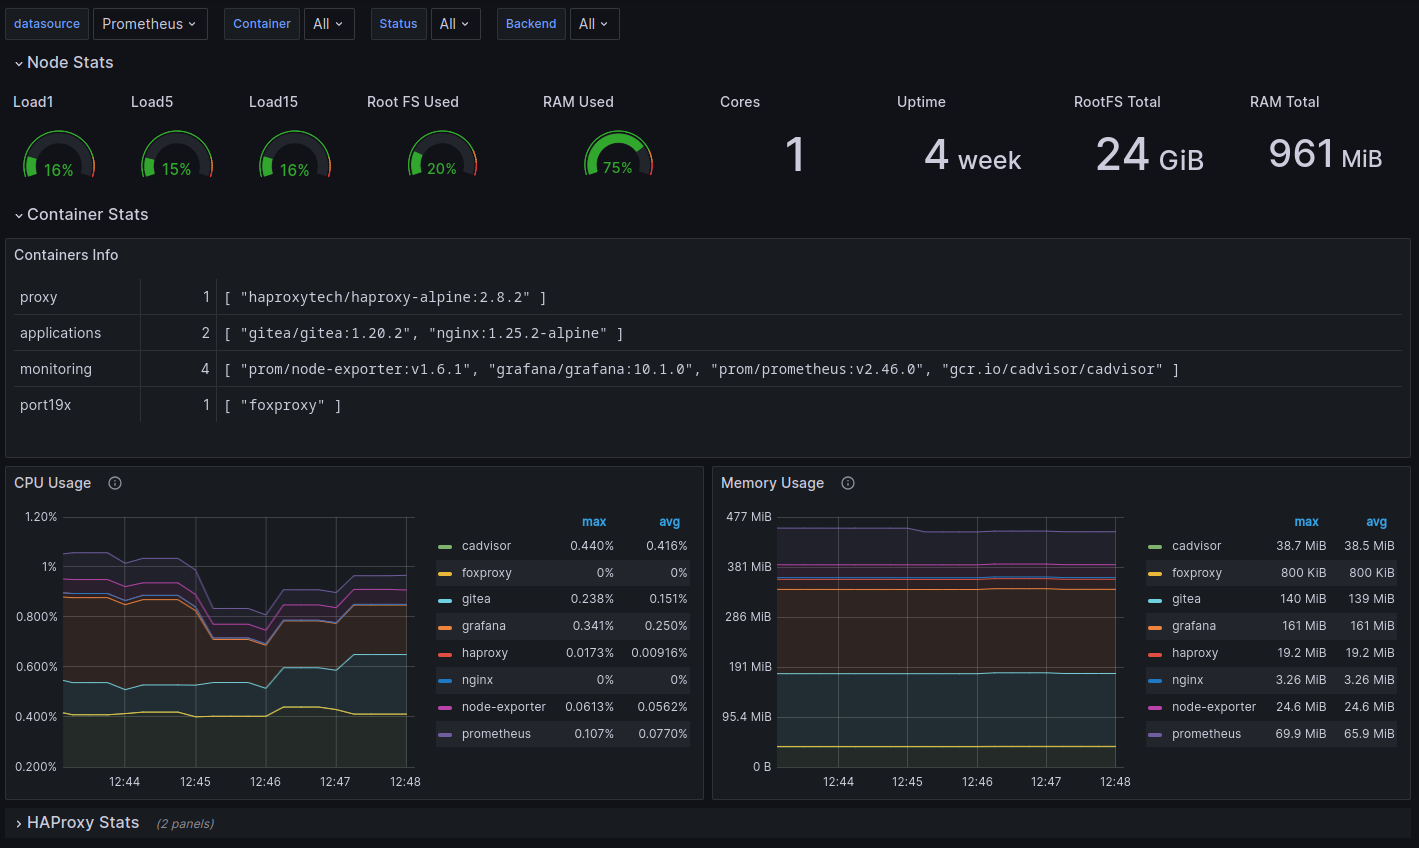 datasource Prometheus Container All Status All Backend All
Node Stats
Load1 Load5 Load15 Root FS Used RAM Used Cores Uptime RootFS Total RAM Total
16% 15% 16% 20% 75% 1 4 week 24 GiB 961 MiB
Container Stats
Containers Info
proxy 1 [ "haproxytech/haproxy-alpine:2.8.2" ]
applications 2 [ "gitea/gitea:1.20.2", "nginx:1.25.2-alpine" ]
monitoring 4 [ "prom/node-exporter:v1.6.1", "grafana/grafana:10.1.0", "prom/prometheus:v2.46.0", "gcr.io/cadvisor/cadvisor" ]
port19x 1 [ "foxproxy" ]
CPU Usage
1.20%
1%
0.800%
0.600%
0.400%
0.200%
12:44 12:45 12:46 12:47 12:48
max avg
cadvisor 0.440% 0.416%
foxproxy 0% 0%
gitea 0.238% 0.151%
grafana 0.341% 0.250%
haproxy 0.0173% 0.00916%
nginx 0% 0%
node-exporter 0.0613% 0.0562%
prometheus 0.107% 0.0770%
Memory Usage
477 MiB
381 MiB
286 MiB
191 MiB
95.4 MiB
0 B
12:44 12:45 12:46 12:47 12:48
max avg
cadvisor 38.7 MiB 38.5 MiB
foxproxy 800 KiB 800 KiB
gitea 140 MiB 139 MiB
grafana 161 MiB 161 MiB
haproxy 19.2 MiB 19.2 MiB
nginx 3.26 MiB 3.26 MiB
node-exporter 24.6 MiB 24.6 MiB
prometheus 69.9 MiB 65.9 MiB
HAProxy Stats (2 panels)